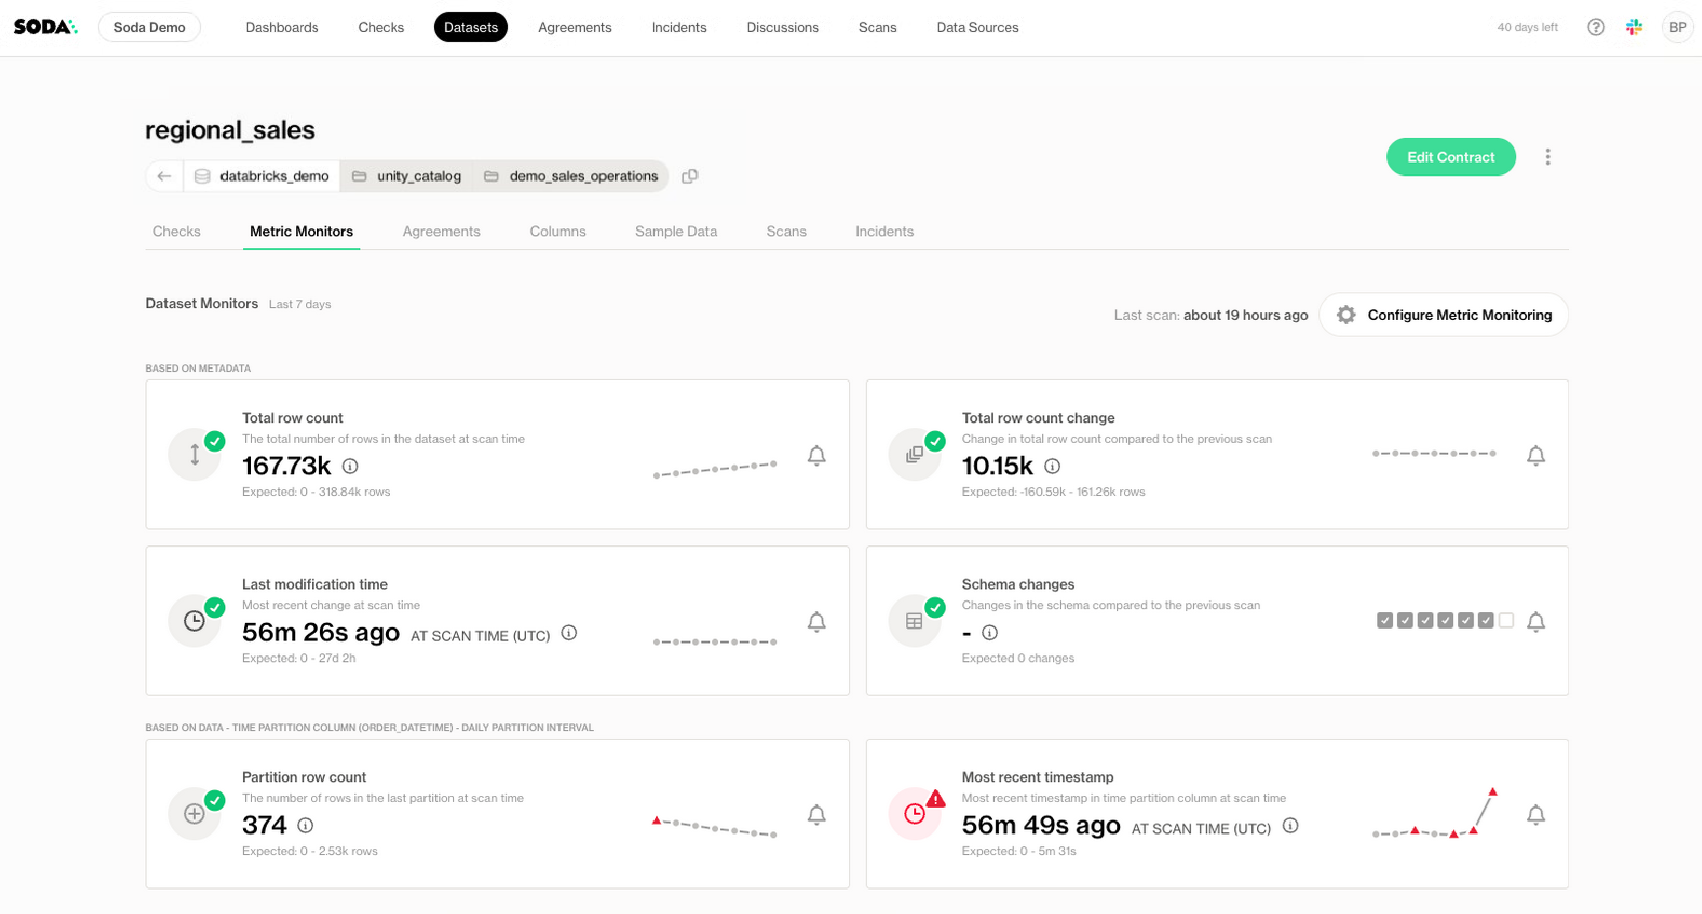 SODA Soda Demo Dashboards Checks Datasets Agreements Incidents Discussions Scans Data Sources 40 days left BP
regional_sales
Edit Contract
databricks_demo unity_catalog demo_sales_operations
Checks Metric Monitors Agreements Columns Sample Data Scans Incidents
Dataset Monitors Last 7 days
Last scan: about 19 hours ago Configure Metric Monitoring
BASED ON METADATA
Total row count
The total number of rows in the dataset at scan time
167.73k
Expected: 0 - 318.84k rows
Total row count change
Change in total row count compared to the previous scan
10.15k
Expected: -160.59k - 161.26k rows
Last modification time
Most recent change at scan time
56m 26s ago AT SCAN TIME (UTC)
Expected: 0 - 27d 2h
Schema changes
Changes in the schema compared to the previous scan
-
Expected 0 changes
BASED ON DATA - TIME PARTITION COLUMN (ORDER_DATETIME) - DAILY PARTITION INTERVAL
Partition row count
The number of rows in the last partition at scan time
374
Expected: 0 - 2.53k rows
Most recent timestamp
Most recent timestamp in time partition column at scan time
56m 49s ago AT SCAN TIME (UTC)
Expected: 0 - 5m 31s